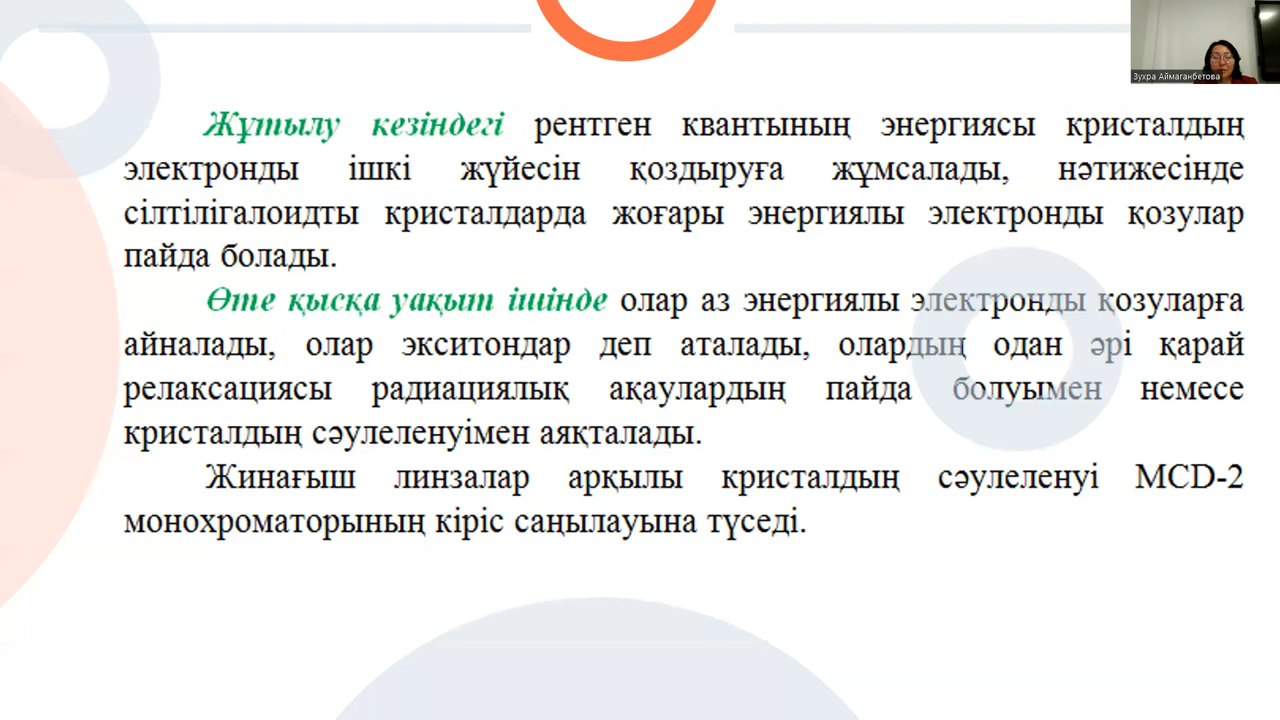 Зухра Аймаганбетова
Жұтылу кезіндегі рентген квантының энергиясы кристалдың
электронды ішкі жүйесін қоздыруға жұмсалады, нәтижесінде
сілтілігалоидты кристалдарда жоғары энергиялы электронды қозулар
пайда болады.
Өте қысқа уақыт ішінде олар аз энергиялы электронды қозуларға
айналады, олар экситондар деп аталады, олардың одан әрі қарай
релаксациясы радиациялық ақаулардың пайда болуымен немесе
кристалдың сәулеленуімен аяқталады.
Жинағыш линзалар арқылы кристалдың сәулеленуі MCD-2
монохроматорының кіріс саңылауына түседі.